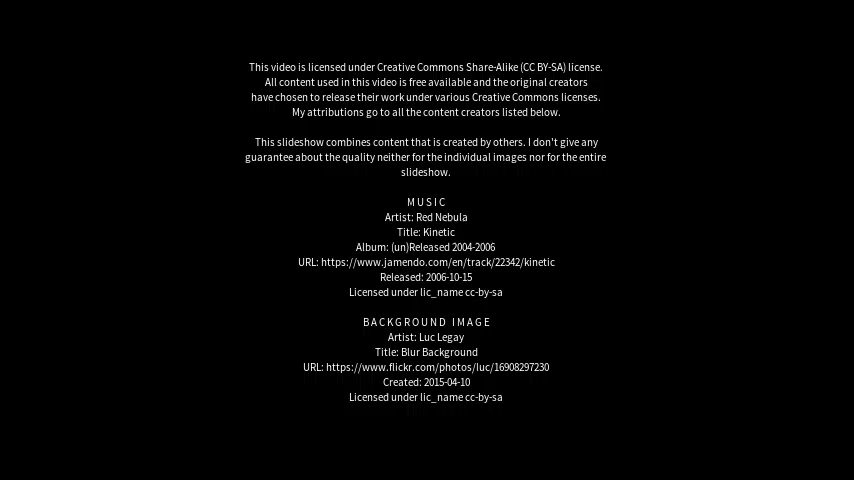 This video is licensed under Creative Commons Share-Alike (CC BY-SA) license.
All content used in this video is free available and the original creators
have chosen to release their work under various Creative Commons licenses.
My attributions go to all the content creators listed below.
This slideshow combines content that is created by others. I don't give any
guarantee about the quality neither for the individual images nor for the entire
slideshow.
MUSIC
Artist: Red Nebula
Title: Kinetic
Album: (un)Released 2004-2006
URL: https://www.jamendo.com/en/track/22342/kinetic
Released: 2006-10-15
Licensed under lic_name cc-by-sa
BACKGROUND IMAGE
Artist: Luc Legay
Title: Blur Background
URL: https://www.flickr.com/photos/luc/16908297230
Created: 2015-04-10
Licensed under lic_name cc-by-sa